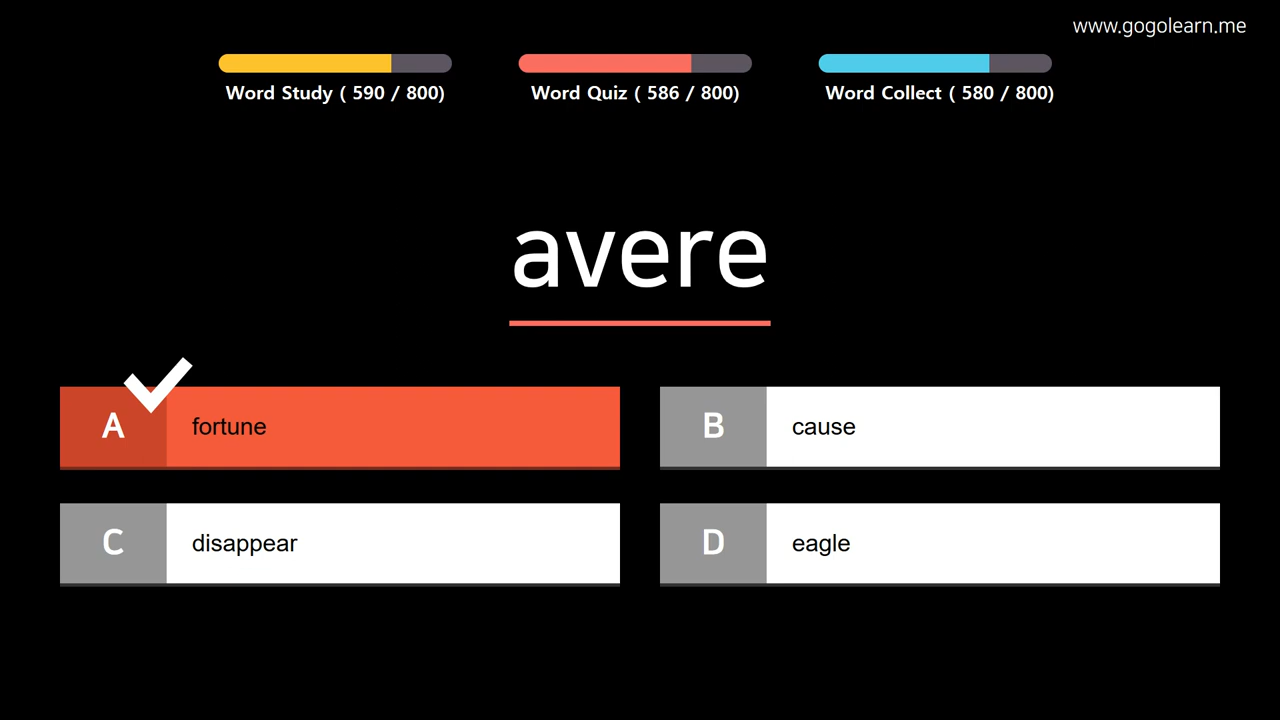 www.gogolearn.me
Word Study ( 590 / 800)
Word Quiz ( 586 / 800)
Word Collect ( 580 / 800)
avere
A fortune
B cause
C disappear
D eagle